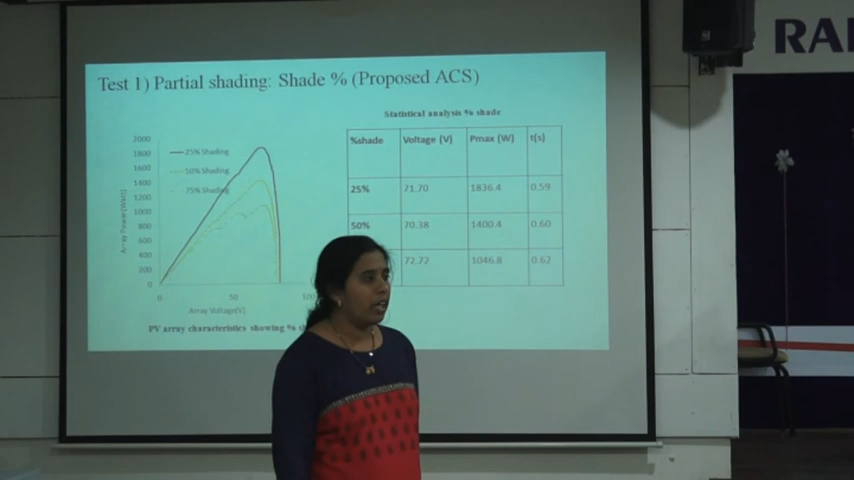 RA
Test 1) Partial shading: Shade % (Proposed ACS)
Statistical analysis % shade
%shade Voltage (V) Pmax (W) t(s)
25% 71.70 1836.4 0.59
50% 70.38 1400.4 0.60
72.72 1046.8 0.62
2000
1800
1600
1400
1200
1000
800
600
400
200
0
Array Power(Watt)
25% Shading
50% Shading
75% Shading
0 50 100
Array Voltage(V)
PV array characteristics showing %